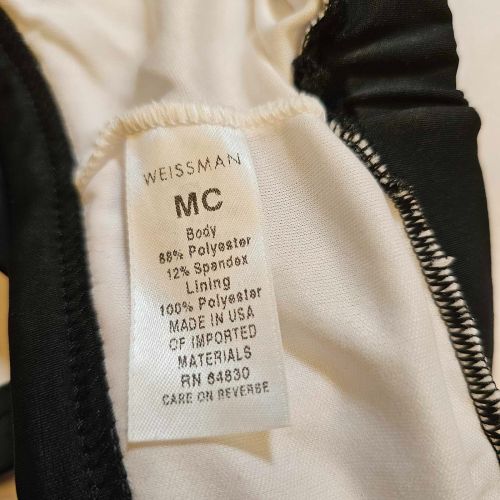 WEISSMAN
MC
Body
88% Polyester
12% Spandex
Lining
100% Polyester
MADE IN USA
OF IMPORTED
MATERIALS
RN 64830
CARE ON REVERSE